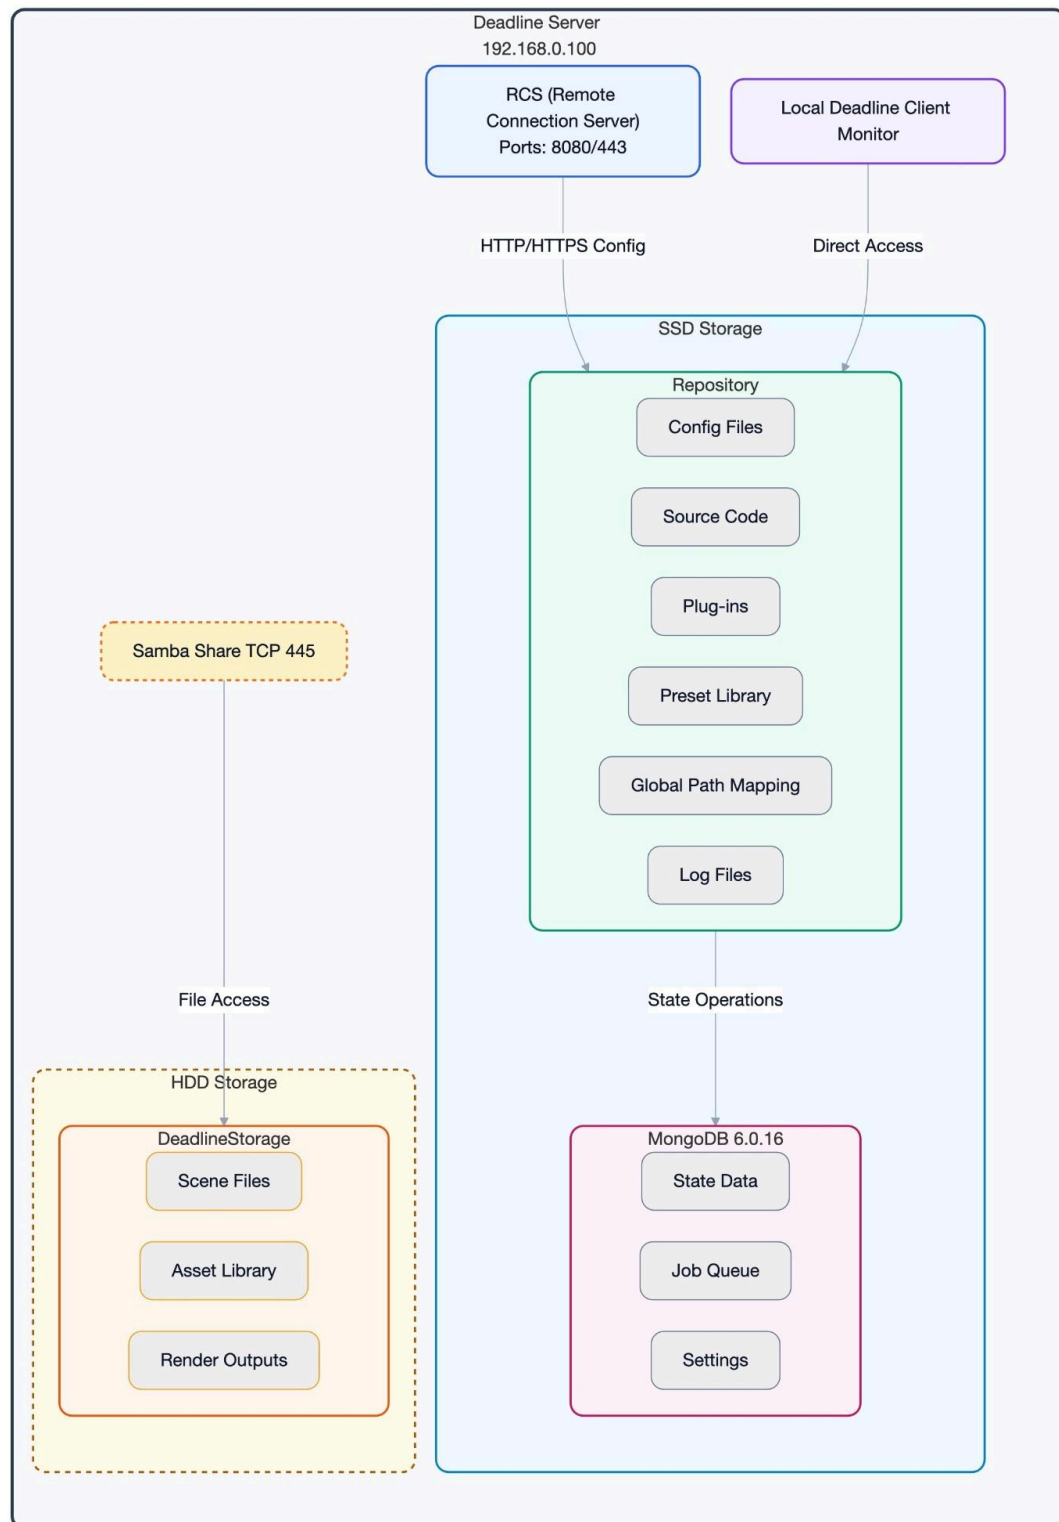 Deadline Server
192.168.0.100
RCS (Remote
Connection Server)
Ports: 8080/443
Local Deadline Client
Monitor
HTTP/HTTPS Config
Direct Access
SSD Storage
Repository
Config Files
Source Code
Plug-ins
Preset Library
Global Path Mapping
Log Files
Samba Share TCP 445
File Access
State Operations
HDD Storage
DeadlineStorage
Scene Files
Asset Library
Render Outputs
MongoDB 6.0.16
State Data
Job Queue
Settings